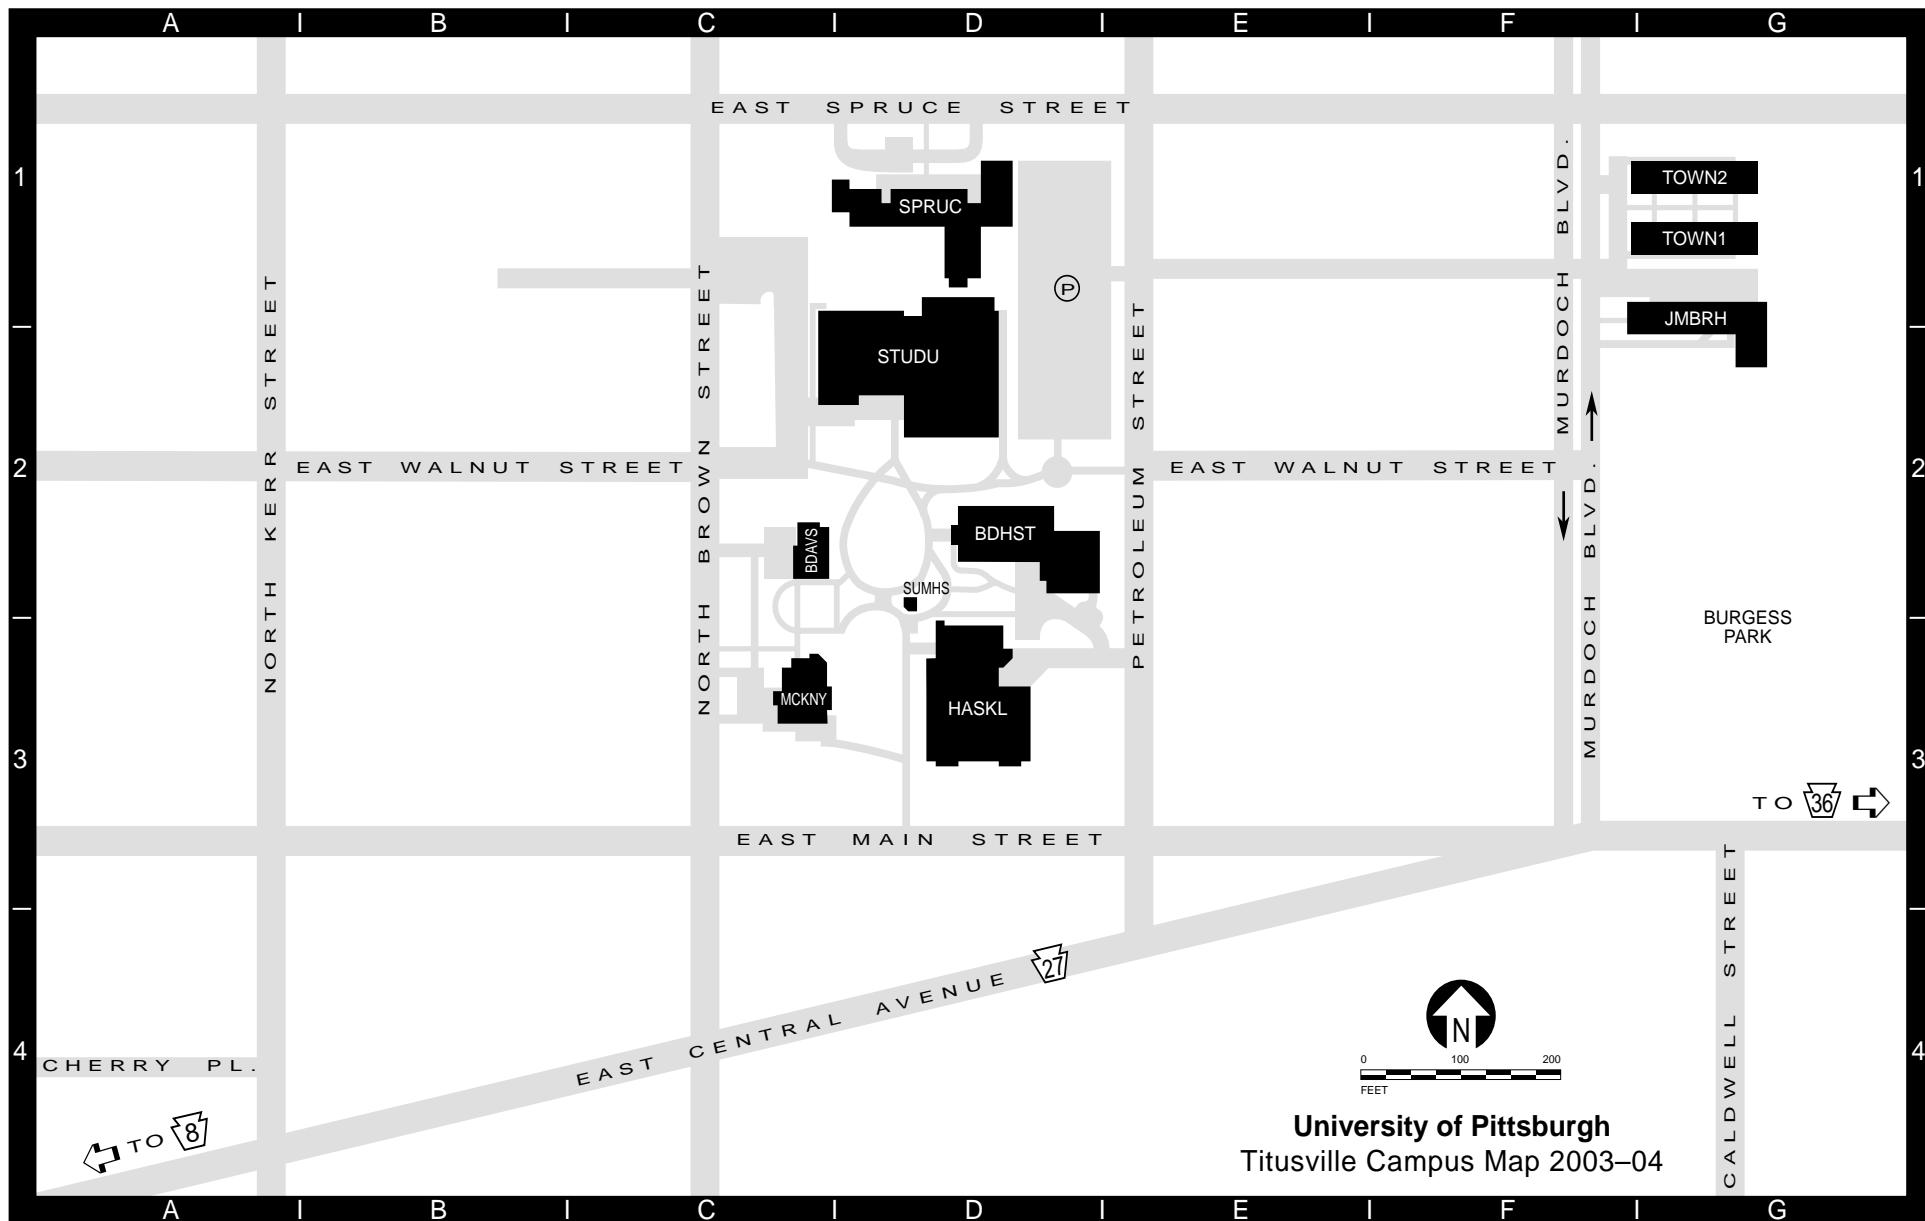 A I B I C I D I E I F I G
EAST SPRUCE STREET
1
1
TOWN2
SPRUC
TOWN1
P
JMBRH
STUDU
MURDOCH BLVD.
NORTH KERR STREET
NORTH BROWN STREET
PETROLEUM STREET
MURDOCH BLVD.
2
EAST WALNUT STREET
EAST WALNUT STREET
2
BDAVS
BDHST
SUMHS
BURGESS
PARK
MCKNY
HASKL
3
3
TO 36
EAST MAIN STREET
CALDWELL STREET
27
EAST CENTRAL AVENUE
N
4
4
CHERRY PL.
0 100 200
FEET
TO 8
University of Pittsburgh
Titusville Campus Map 2003–04
A I B I C I D I E I F I G